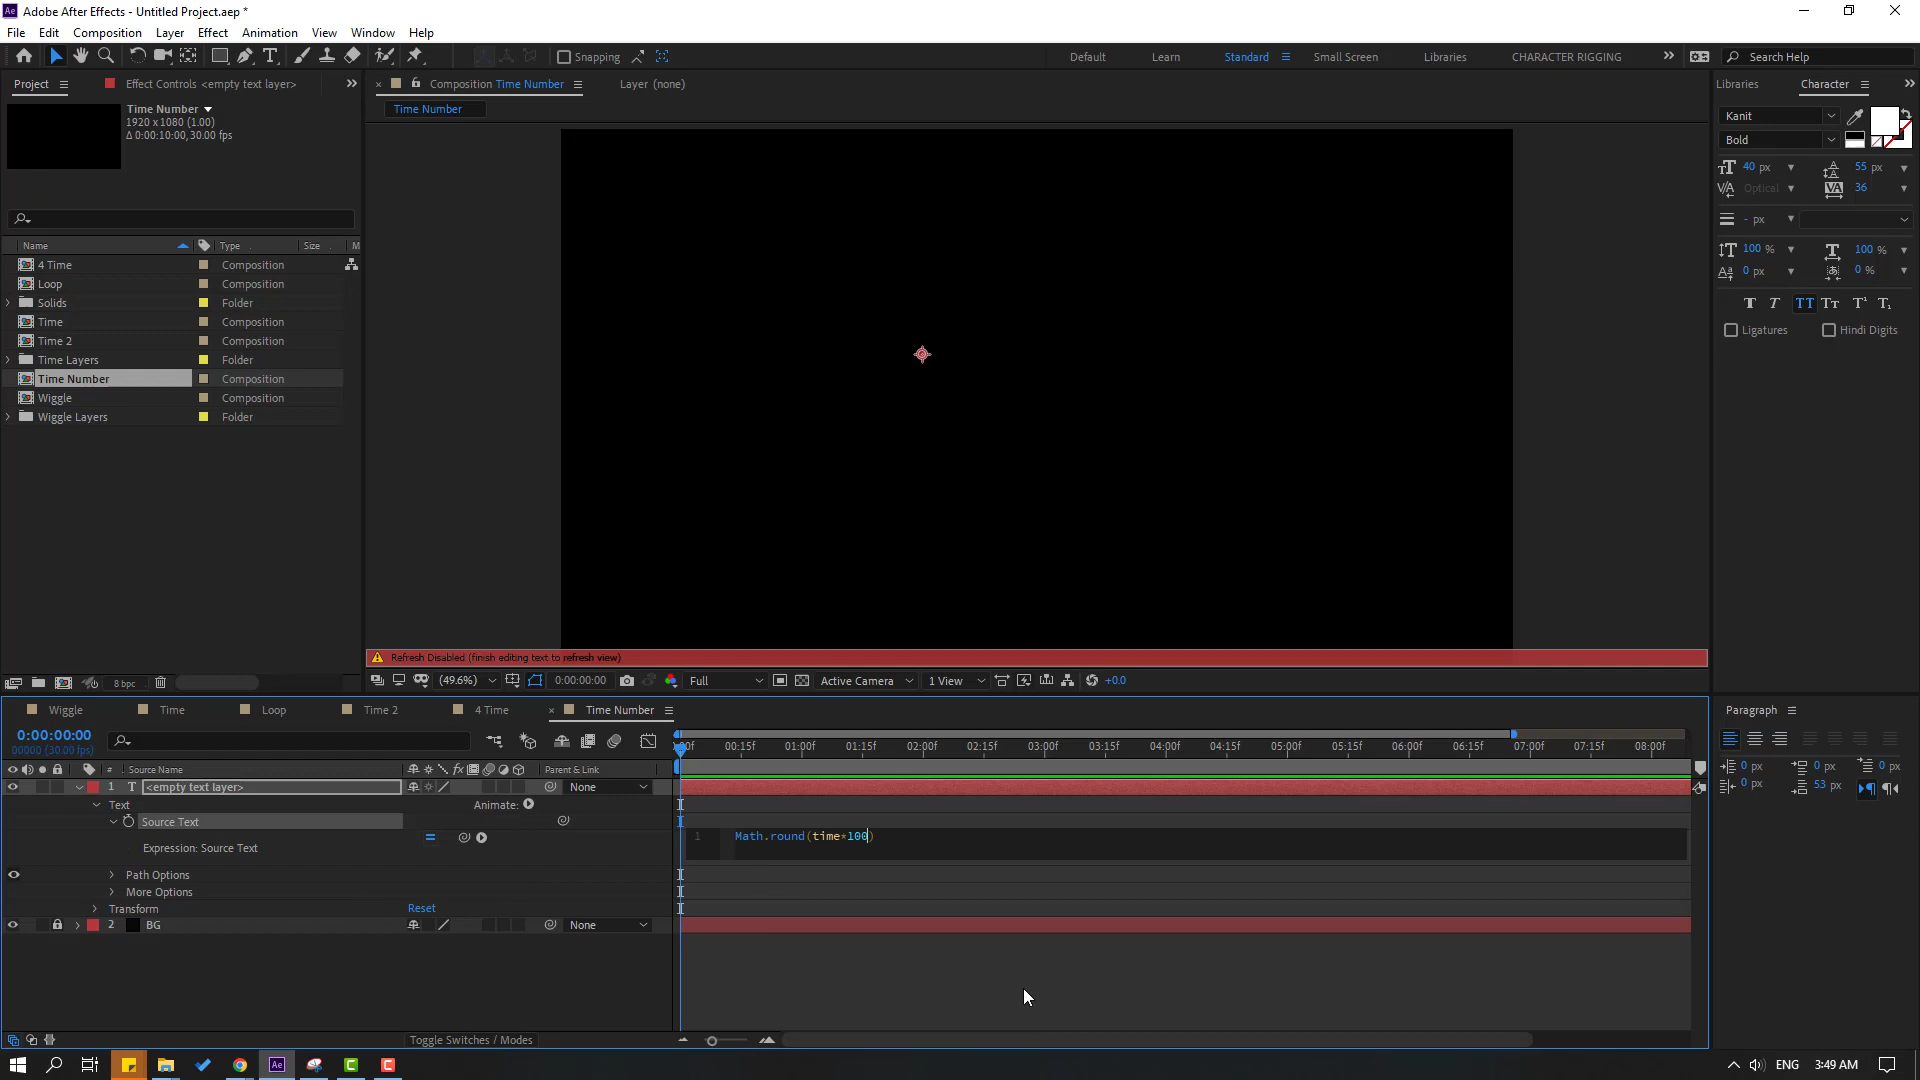 Adobe After Effects - Untitled Project.aep *
File Edit Composition Layer Effect Animation View Window Help
Snapping Default Learn Standard Small Screen Libraries CHARACTER RIGGING Search Help
Project Effect Controls <empty text layer>
Composition Time Number Layer (none)
Libraries Character
Time Number
1920 x 1080 (1.00)
Δ 0:00:10:00, 30.00 fps
Time Number
Kanit
Bold
40 px 55 px
Optical 36
- px
100 % 100 %
0 px 0 %
Ligatures Hindi Digits
Name Type Size M
4 Time Composition
Loop Composition
Solids Folder
Time Composition
Time 2 Composition
Time Layers Folder
Time Number Composition
Wiggle Composition
Wiggle Layers Folder
Refresh Disabled (finish editing text to refresh view)
8 bpc
(49.6%) 0:00:00:00 Full Active Camera 1 View +0.0
Wiggle Time Loop Time 2 4 Time Time Number
Paragraph
0 px 0 px 0 px
0 px 53 px
0:00:00:00
00000 (30.00 fps)
:00f 00:15f 01:00f 01:15f 02:00f 02:15f 03:00f 03:15f 04:00f 04:15f 05:00f 05:15f 06:00f 06:15f 07:00f 07:15f 08:00f
# Source Name Parent & Link
1 T <empty text layer> None
Text Animate:
Source Text
Expression: Source Text
1 Math.round(time*100)
Path Options
More Options
Transform Reset
2 BG None
Toggle Switches / Modes
ENG 3:49 AM